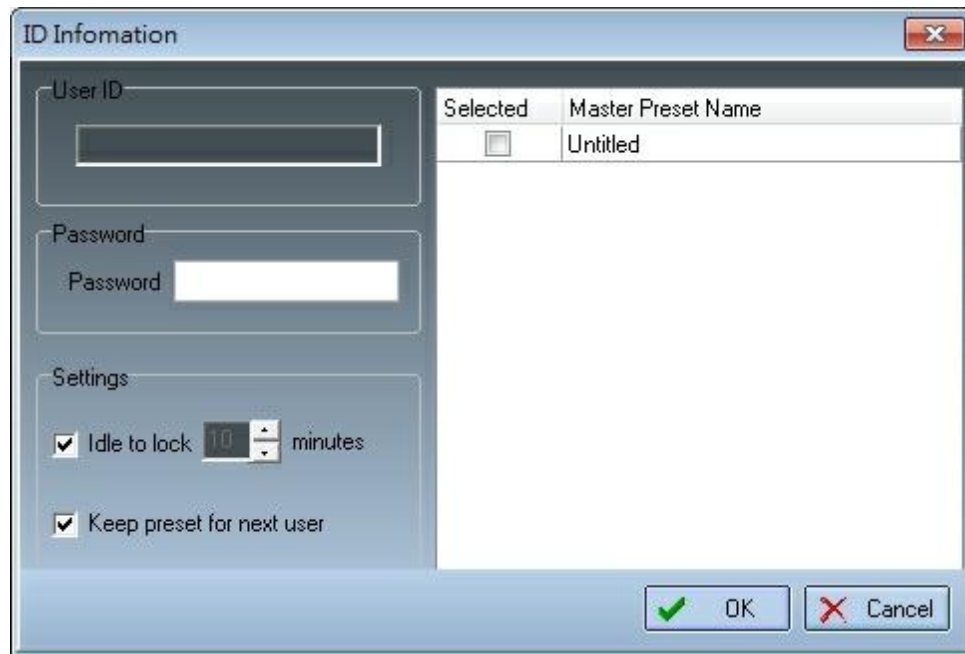 ID Infomation
User ID
Selected Master Preset Name
Untitled
Password
Password
Settings
Idle to lock 10 minutes
Keep preset for next user
OK Cancel